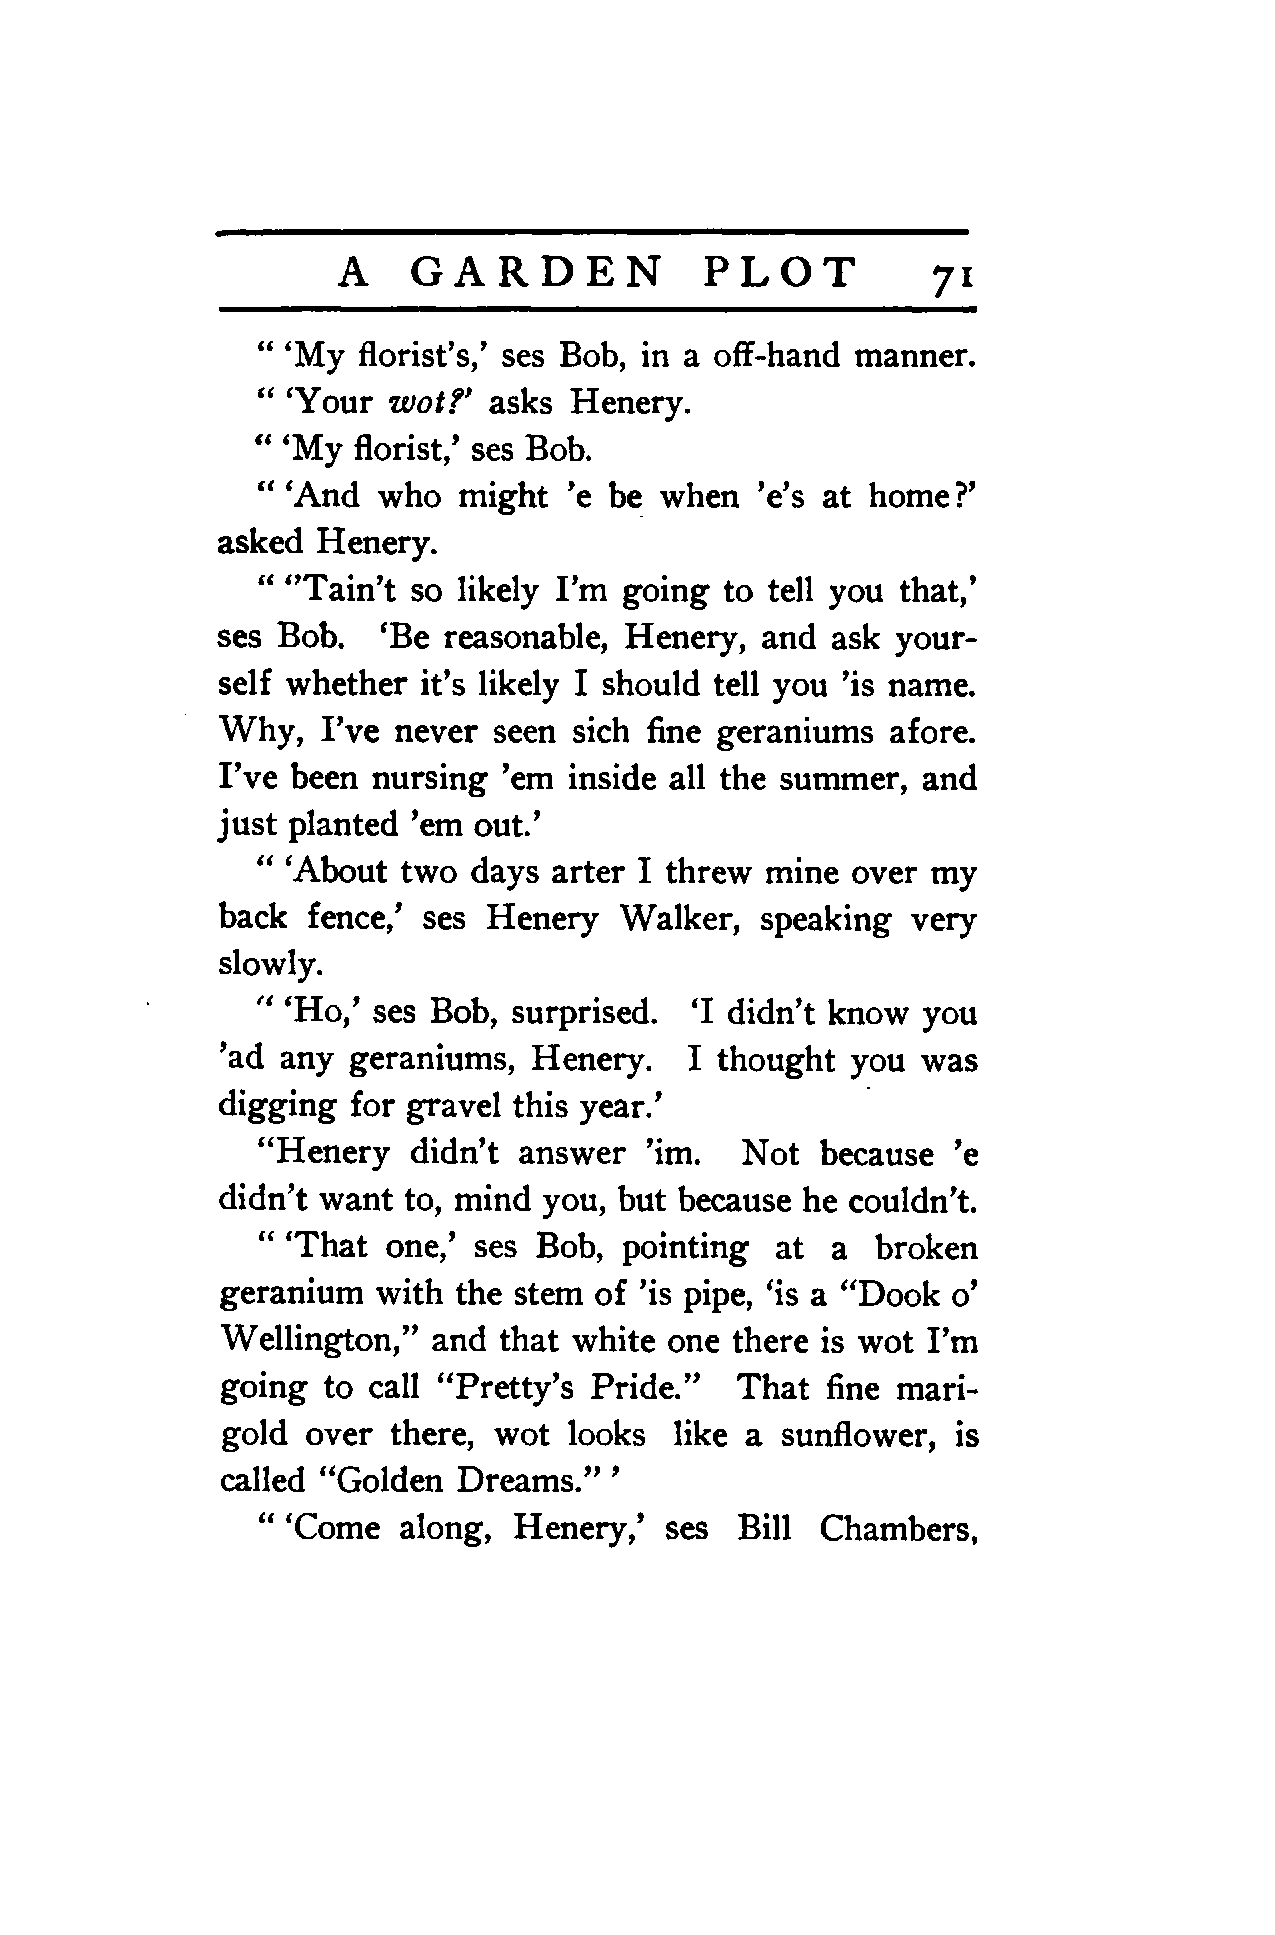 A GARDEN PLOT 71
“ ‘My florist's,’ ses Bob, in a off-hand manner.
“ ‘Your wot?’ asks Henery.
“ ‘My florist,’ ses Bob.
“ ‘And who might ’e be when ’e’s at home?’
asked Henery.
“ ‘’Tain’t so likely I’m going to tell you that,’
ses Bob. ‘Be reasonable, Henery, and ask your-
self whether it’s likely I should tell you ’is name.
Why, I’ve never seen sich fine geraniums afore.
I’ve been nursing ’em inside all the summer, and
just planted ’em out.’
“ ‘About two days arter I threw mine over my
back fence,’ ses Henery Walker, speaking very
slowly.
“ ‘Ho,’ ses Bob, surprised. ‘I didn’t know you
’ad any geraniums, Henery. I thought you was
digging for gravel this year.’
“Henery didn’t answer ’im. Not because ’e
didn’t want to, mind you, but because he couldn’t.
“ ‘That one,’ ses Bob, pointing at a broken
geranium with the stem of ’is pipe, ‘is a “Dook o’
Wellington,” and that white one there is wot I’m
going to call “Pretty’s Pride.” That fine mari-
gold over there, wot looks like a sunflower, is
called “Golden Dreams.” ’
“ ‘Come along, Henery,’ ses Bill Chambers,